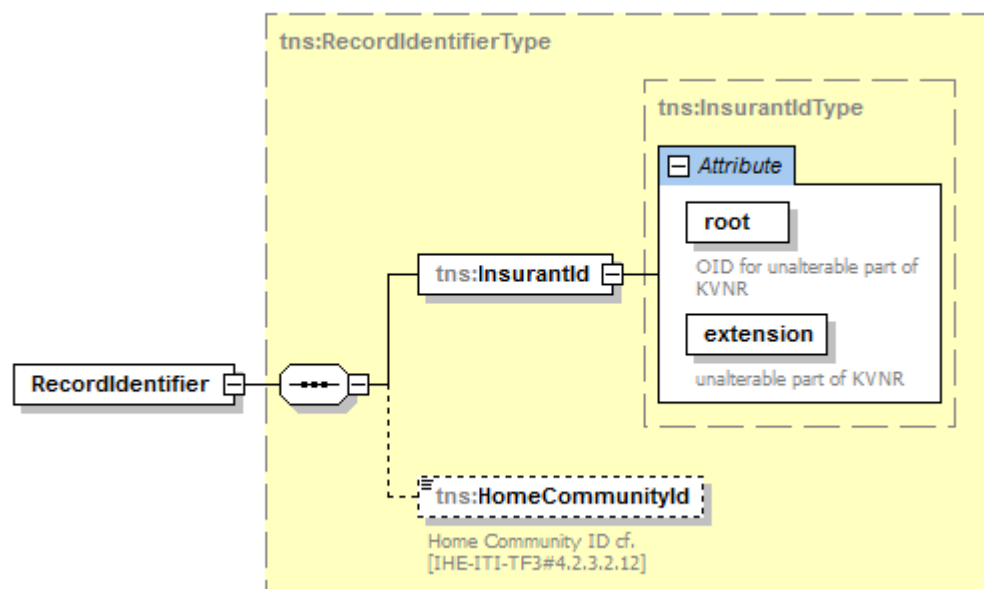 tns:RecordIdentifierType
tns:InsurantIdType
Attribute
root
OID for unalterable part of
KVNR
tns:InsurantId
extension
unalterable part of KVNR
RecordIdentifier
tns:HomeCommunityId
Home Community ID cf.
[IHE-ITI-TF3#4.2.3.2.12]